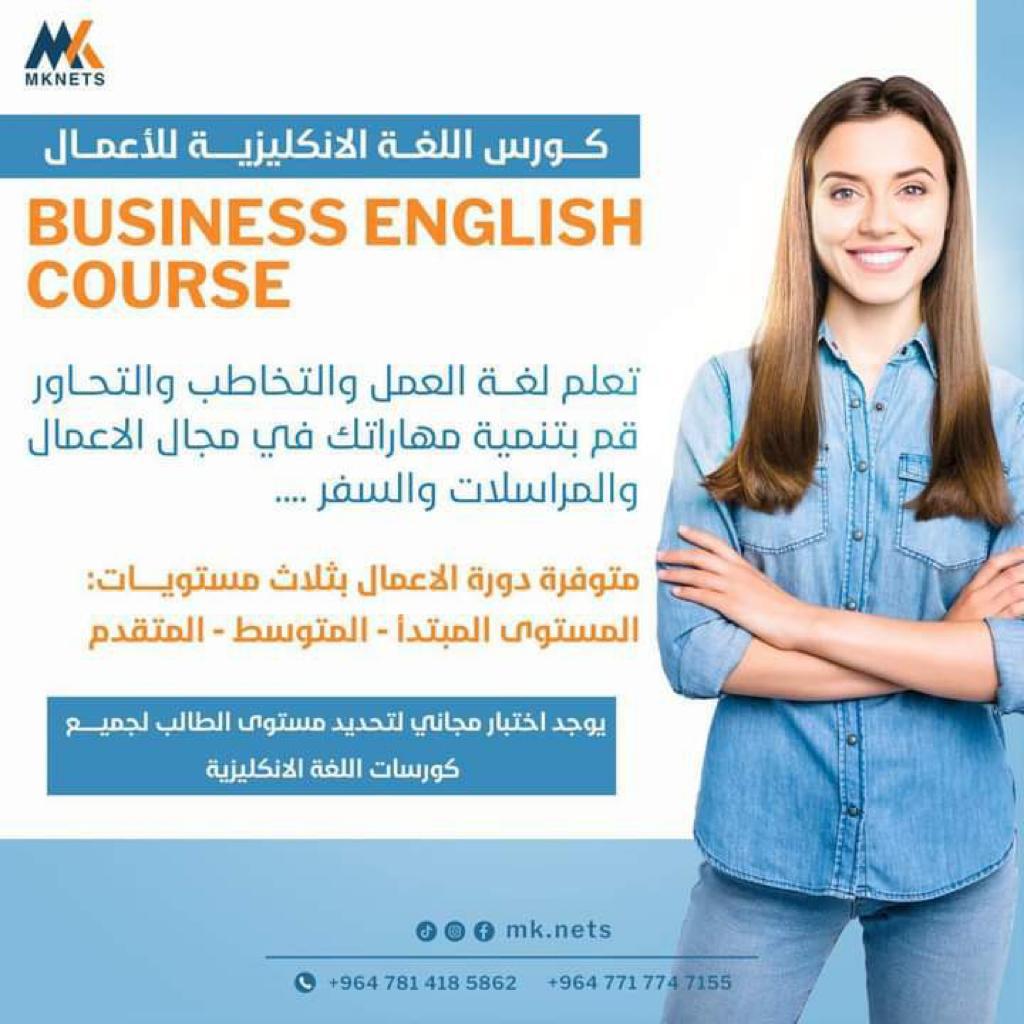 MKNETS
كـورس اللغـة الانكليزيـة للأعمـال
BUSINESS ENGLISH
COURSE
تعلم لغـة العمل والتخاطب والتحـاور
قم بتنمية مهاراتك في مجال الاعمال
والمراسلات والسفر ....
متوفرة دورة الاعمال بثلاث مستويـات:
المستوى المبتدأ - المتوسط - المتقدم
يوجد اختبار مجاني لتحديد مستوى الطالب لجميـع
كورسات اللغة الانكليزية
mk.nets
+964 781 418 5862 +964 771 774 7155